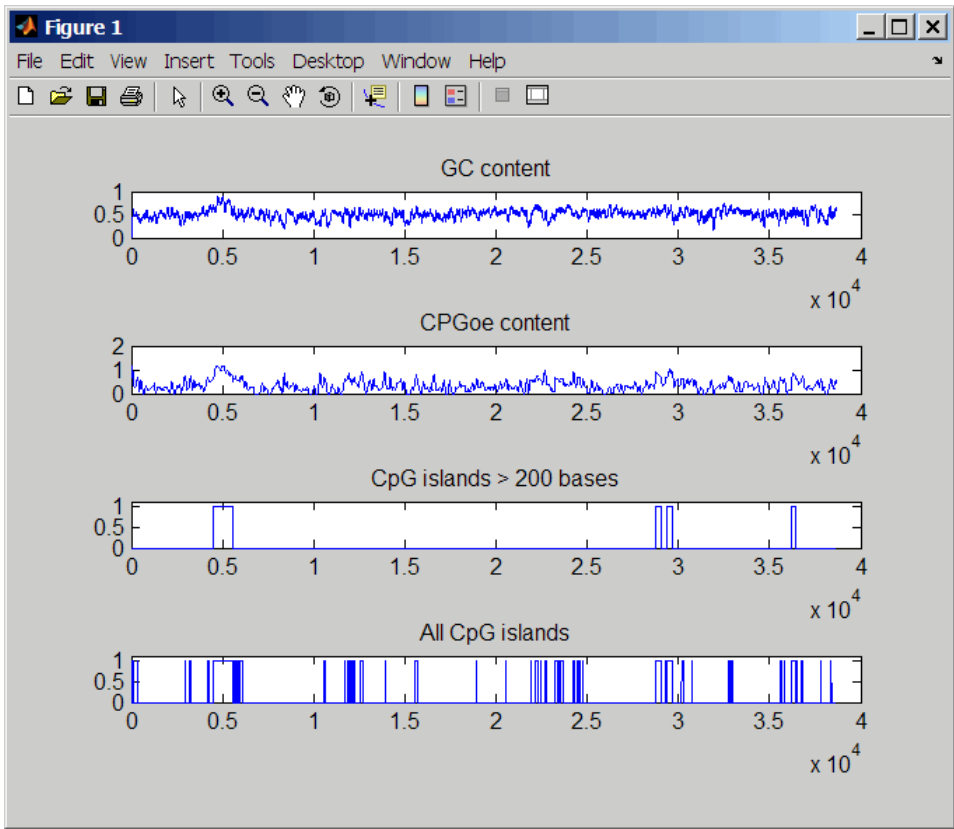 Figure 1
File Edit View Insert Tools Desktop Window Help
GC content
1
0.5
0
0 0.5 1 1.5 2 2.5 3 3.5 4
x 10^4
CPGoe content
2
1
0
0 0.5 1 1.5 2 2.5 3 3.5 4
x 10^4
CpG islands > 200 bases
1
0.5
0
0 0.5 1 1.5 2 2.5 3 3.5 4
x 10^4
All CpG islands
1
0.5
0
0 0.5 1 1.5 2 2.5 3 3.5 4
x 10^4